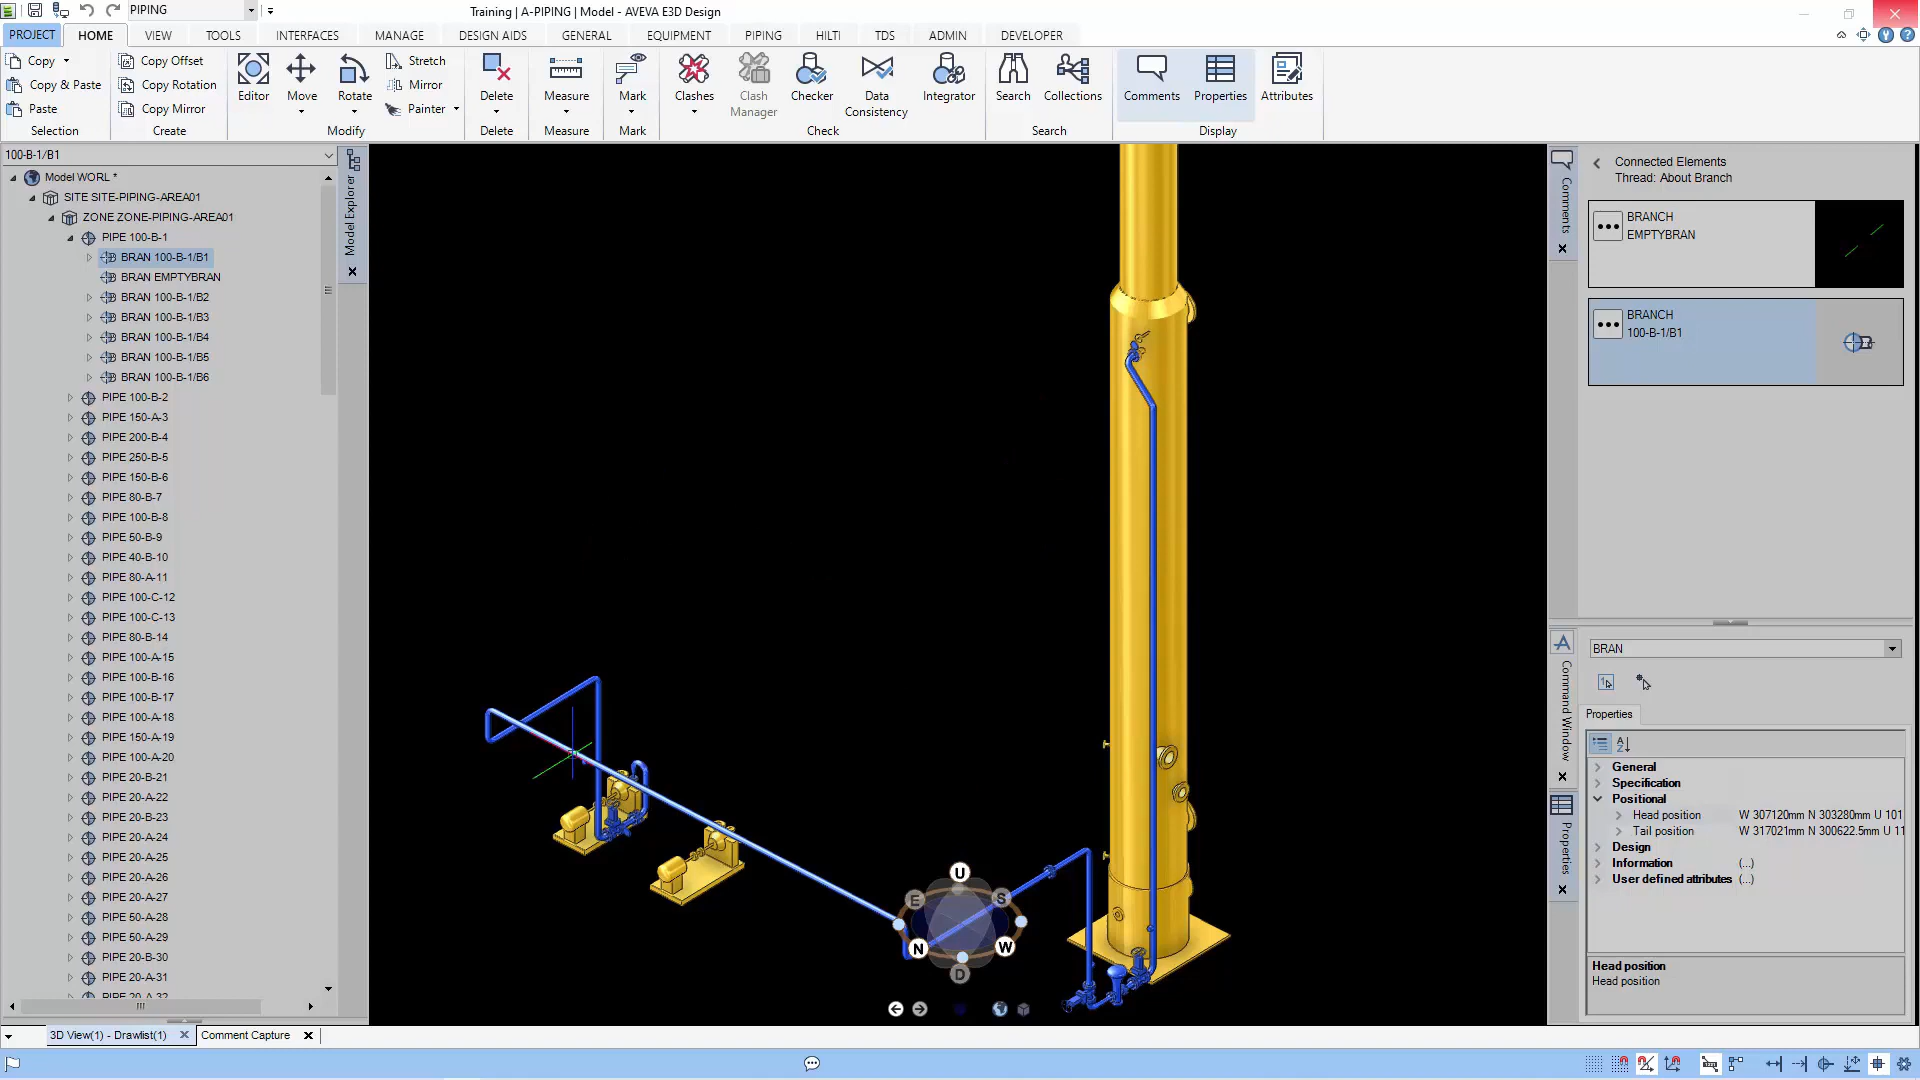 PIPING
Training | A-PIPING | Model - AVEVA E3D Design
PROJECT HOME VIEW TOOLS INTERFACES MANAGE DESIGN AIDS GENERAL EQUIPMENT PIPING HILTI TDS ADMIN DEVELOPER
Copy
Copy & Paste
Paste
Selection
Copy Offset
Copy Rotation
Copy Mirror
Create
Editor
Move
Rotate
Stretch
Mirror
Painter
Modify
Delete
Delete
Measure
Measure
Mark
Mark
Clashes
Clash
Manager
Checker
Data
Consistency
Integrator
Check
Search
Collections
Search
Comments
Properties
Attributes
Display
100-B-1/B1
Model WORL *
SITE SITE-PIPING-AREA01
ZONE ZONE-PIPING-AREA01
PIPE 100-B-1
BRAN 100-B-1/B1
BRAN EMPTYBRAN
BRAN 100-B-1/B2
BRAN 100-B-1/B3
BRAN 100-B-1/B4
BRAN 100-B-1/B5
BRAN 100-B-1/B6
PIPE 100-B-2
PIPE 150-A-3
PIPE 200-B-4
PIPE 250-B-5
PIPE 150-B-6
PIPE 80-B-7
PIPE 100-B-8
PIPE 50-B-9
PIPE 40-B-10
PIPE 80-A-11
PIPE 100-C-12
PIPE 100-C-13
PIPE 80-B-14
PIPE 100-A-15
PIPE 100-B-16
PIPE 100-B-17
PIPE 100-A-18
PIPE 150-A-19
PIPE 100-A-20
PIPE 20-B-21
PIPE 20-A-22
PIPE 20-B-23
PIPE 20-A-24
PIPE 20-A-25
PIPE 20-A-26
PIPE 20-A-27
PIPE 50-A-28
PIPE 50-A-29
PIPE 20-B-30
PIPE 20-A-31
PIPE 20-A-32
Model Explorer
U
E
S
N
W
D
Comments
Connected Elements
Thread: About Branch
BRANCH
EMPTYBRAN
BRANCH
100-B-1/B1
Command Window
Properties
BRAN
Properties
General
Specification
Positional
Head position W 307120mm N 303280mm U 101
Tail position W 317021mm N 300622.5mm U 11
Design
Information (...)
User defined attributes (...)
Head position
Head position
3D View(1) - Drawlist(1)
Comment Capture